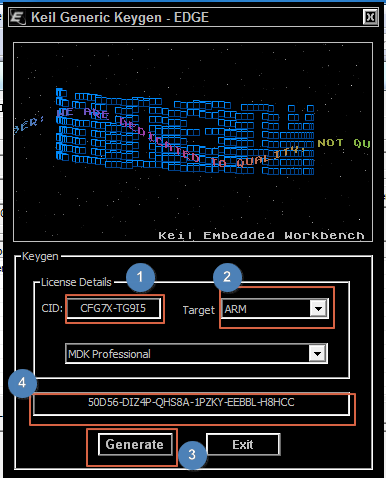 Keil Generic Keygen - EDGE
BER! WE ARE DEDICATED TO QUALITY, NOT QU
Keil Embedded Workbench
Keygen
License Details
1
2
CID: CFG7X-TG9I5 Target ARM
MDK Professional
4
50D56-DIZ4P-QHS8A-1PZKY-EEBBL-H8HCC
Generate 3 Exit